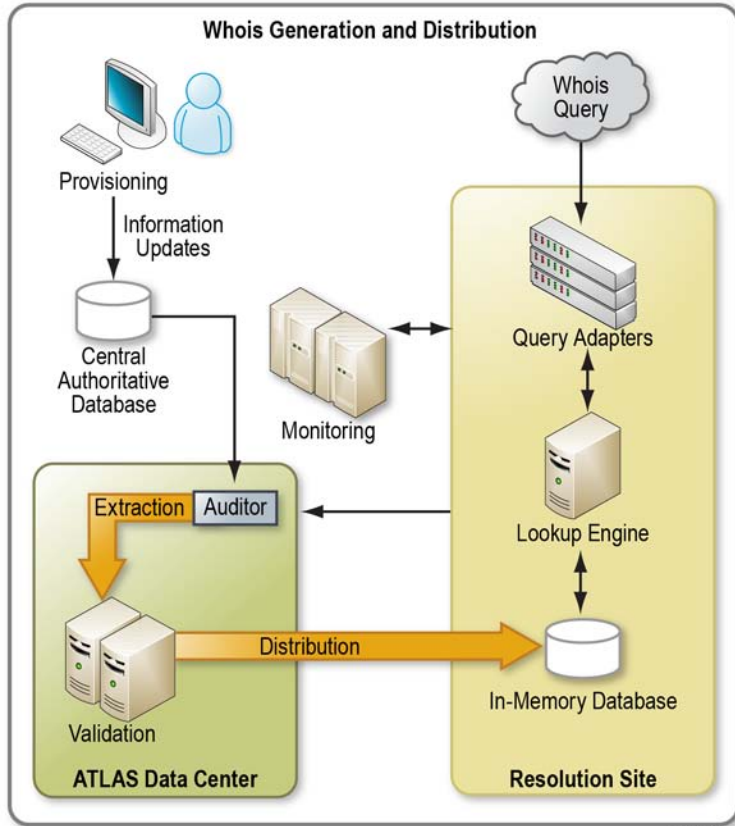 Whois Generation and Distribution
Whois
Query
Provisioning
Information
Updates
Central
Authoritative
Database
Monitoring
Query Adapters
Lookup Engine
In-Memory Database
Resolution Site
Extraction
Auditor
Distribution
Validation
ATLAS Data Center